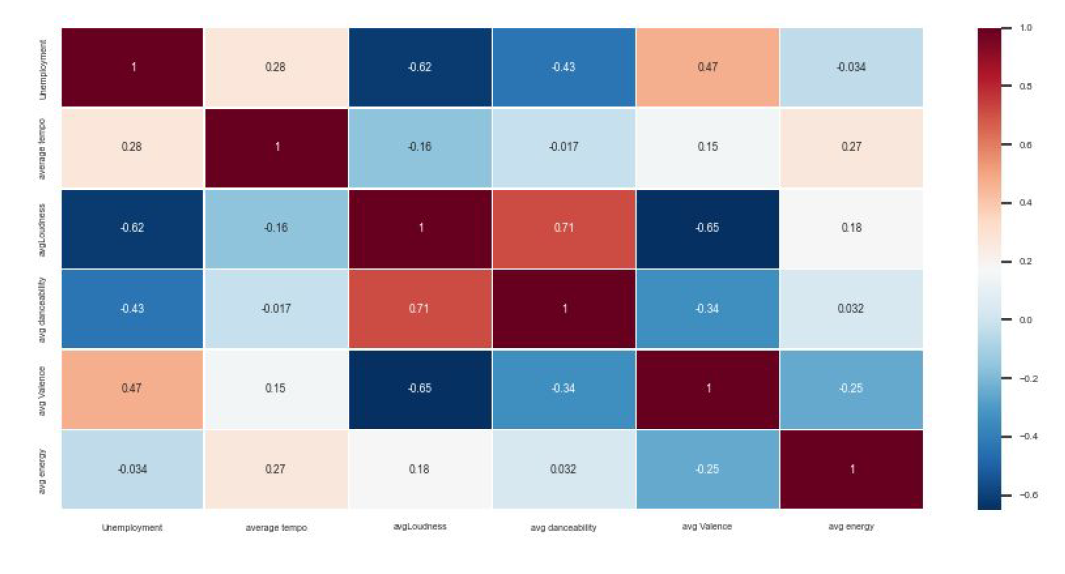 Unemployment 1 0.28 -0.62 -0.43 0.47 -0.034
average tempo 0.28 1 -0.16 -0.017 0.15 0.27
avgLoudness -0.62 -0.16 1 0.71 -0.65 0.18
avg danceability -0.43 -0.017 0.71 1 -0.34 0.032
avg Valence 0.47 0.15 -0.65 -0.34 1 -0.25
avg energy -0.034 0.27 0.18 0.032 -0.25 1
Unemployment average tempo avgLoudness avg danceability avg Valence avg energy
1.0
0.8
0.6
0.4
0.2
0.0
−0.2
−0.4
−0.6